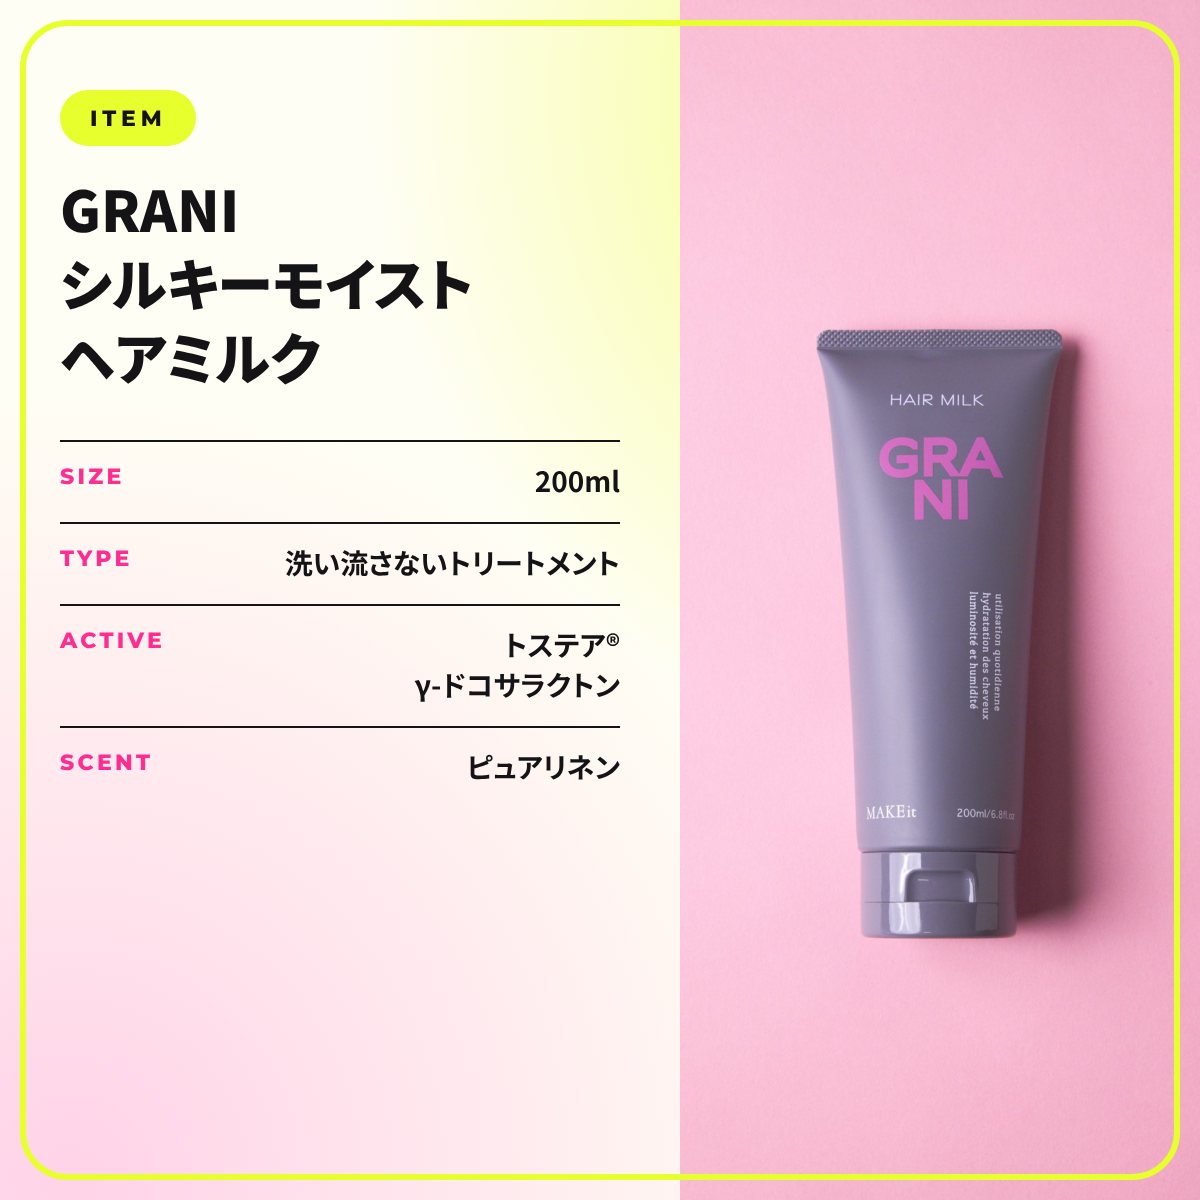 ITEM
GRANI
シルキーモイスト
ヘアミルク
SIZE 200ml
TYPE 洗い流さないトリートメント
ACTIVE トステア®
γ-ドコサラクトン
SCENT ピュアリネン
HAIR MILK
GRA
NI
utilisation quotidienne
hydratation des cheveux
luminosité et humidité
MAKEit 200ml/6.8fl.oz